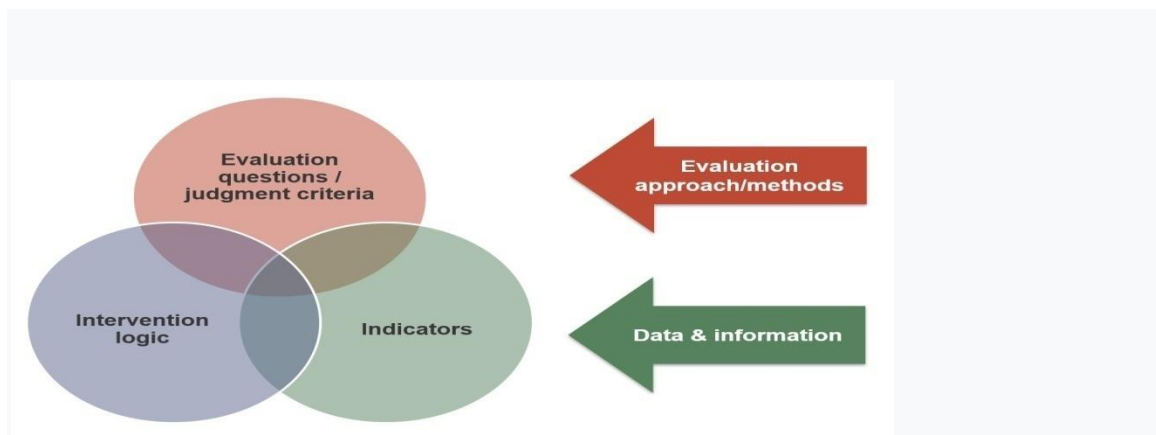 Evaluation
questions /
judgment criteria
Evaluation
approach/methods
Intervention
logic
Indicators
Data & information